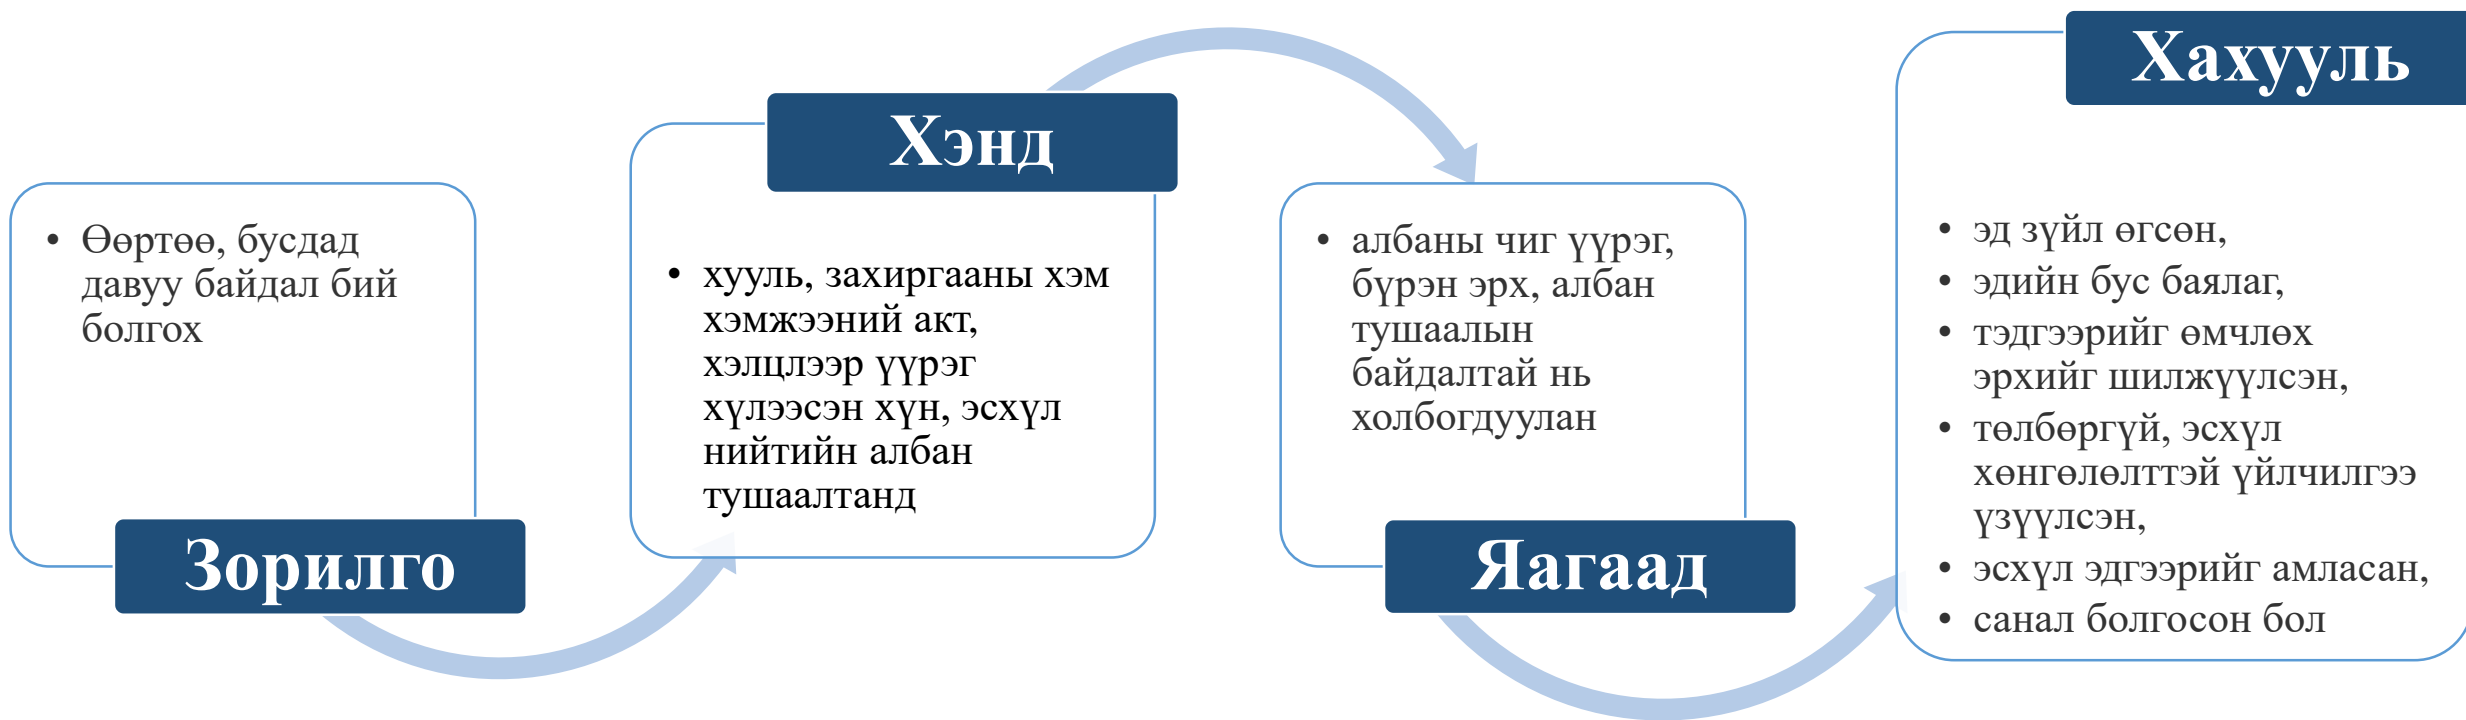 Зорилго
• Өөртөө, бусдад
давуу байдал бий
болгох
Хэнд
• хууль, захиргааны хэм
хэмжээний акт,
хэлцлээр үүрэг
хүлээсэн хүн, эсхүл
нийтийн албан
тушаалтанд
Яагаад
• албаны чиг үүрэг,
бүрэн эрх, албан
тушаалын
байдалтай нь
холбогдуулан
Хахууль
• эд зүйл өгсөн,
• эдийн бус баялаг,
• тэдгээрийг өмчлөх
эрхийг шилжүүлсэн,
• төлбөргүй, эсхүл
хөнгөлөлттэй үйлчилгээ
үзүүлсэн,
• эсхүл эдгээрийг амласан,
• санал болгосон бол